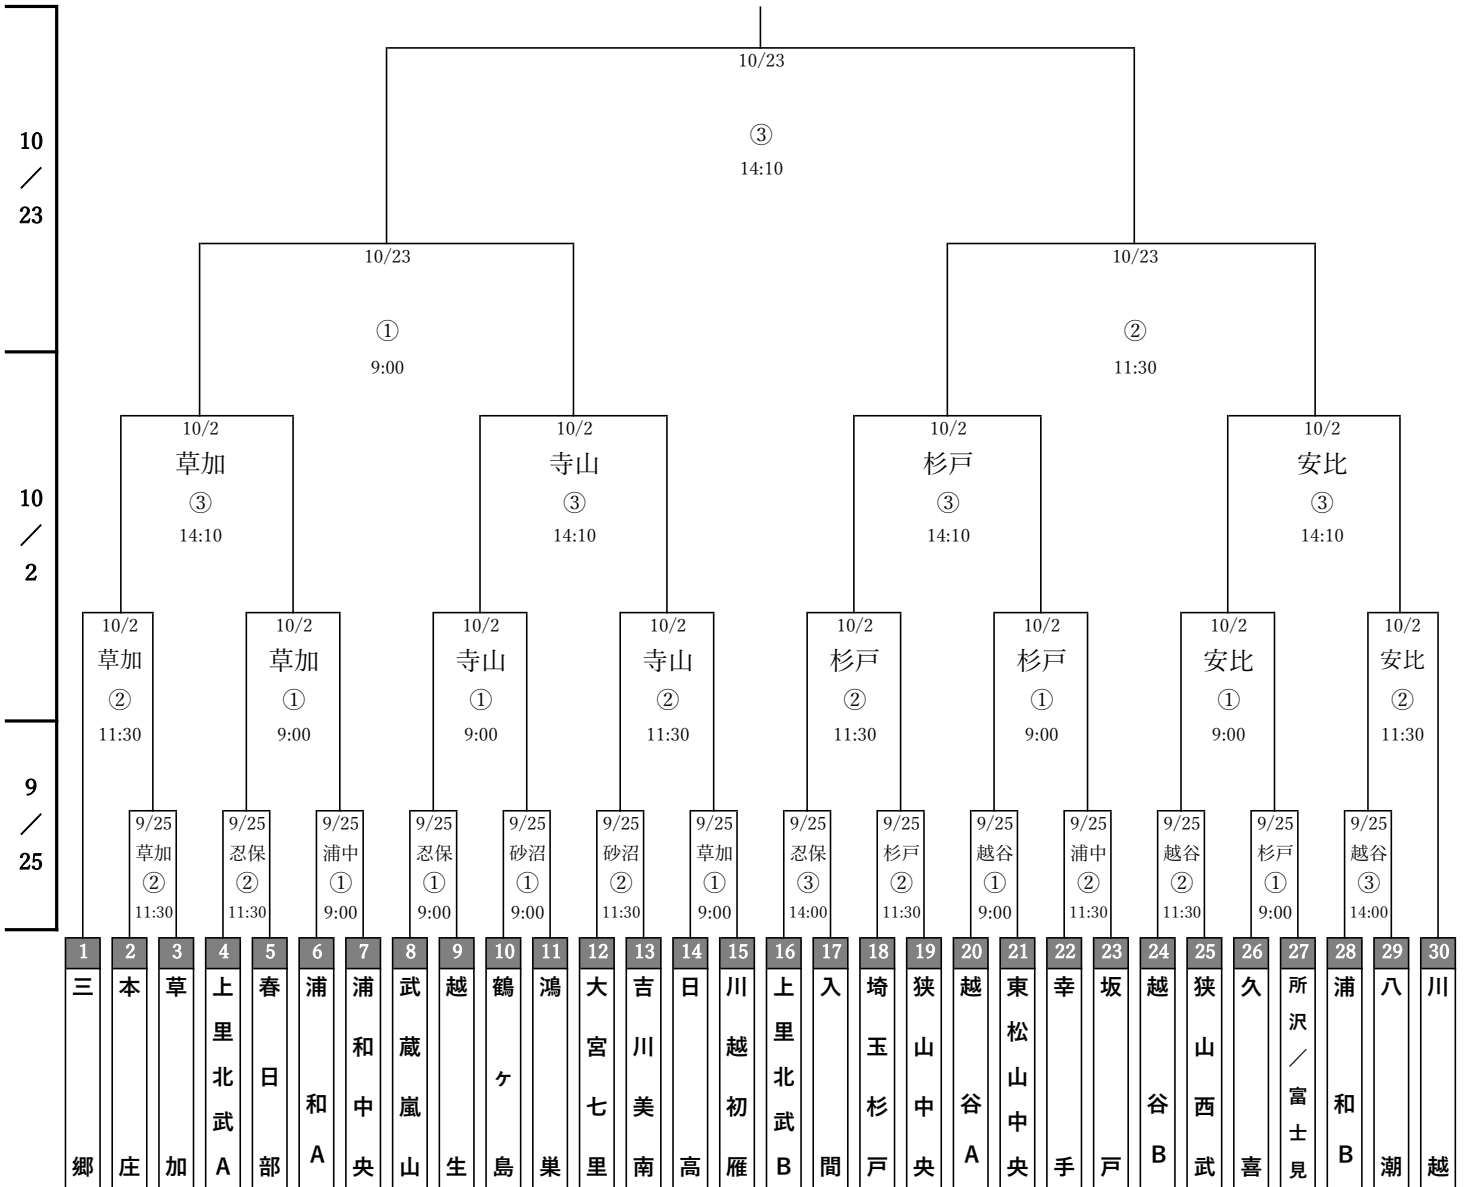 10/23
③
14:10
10
／
23
10/23
10/23
①
②
9:00
11:30
10/2
10/2
10/2
10/2
草加
寺山
杉戸
安比
③
③
③
③
14:10
14:10
14:10
14:10
10
／
2
10/2
10/2
10/2
10/2
10/2
10/2
10/2
10/2
草加
草加
寺山
寺山
杉戸
杉戸
安比
安比
②
①
①
②
②
①
①
②
11:30
9:00
9:00
11:30
11:30
9:00
9:00
11:30
9
／
25
9/25
9/25
9/25
9/25
9/25
9/25
9/25
9/25
9/25
9/25
9/25
9/25
9/25
9/25
草加
忍保
浦中
忍保
砂沼
砂沼
草加
忍保
杉戸
越谷
浦中
越谷
杉戸
越谷
②
②
①
①
①
②
①
③
②
①
②
②
①
③
11:30
11:30
9:00
9:00
9:00
11:30
9:00
14:00
11:30
9:00
11:30
11:30
9:00
14:00
1
2
3
4
5
6
7
8
9
10
11
12
13
14
15
16
17
18
19
20
21
22
23
24
25
26
27
28
29
30
三郷
本庄
草加
上里北武A
春日部
浦和A
浦和中央
武蔵嵐山
越生
鶴ヶ島
鴻巣
大宮七里
吉川美南
日高
川越初雁
上里北武B
入間
埼玉杉戸
狭山中央
越谷A
東松山中央
幸手
坂戸
越谷B
狭山西武
久喜
所沢／富士見
浦和B
八潮
川越